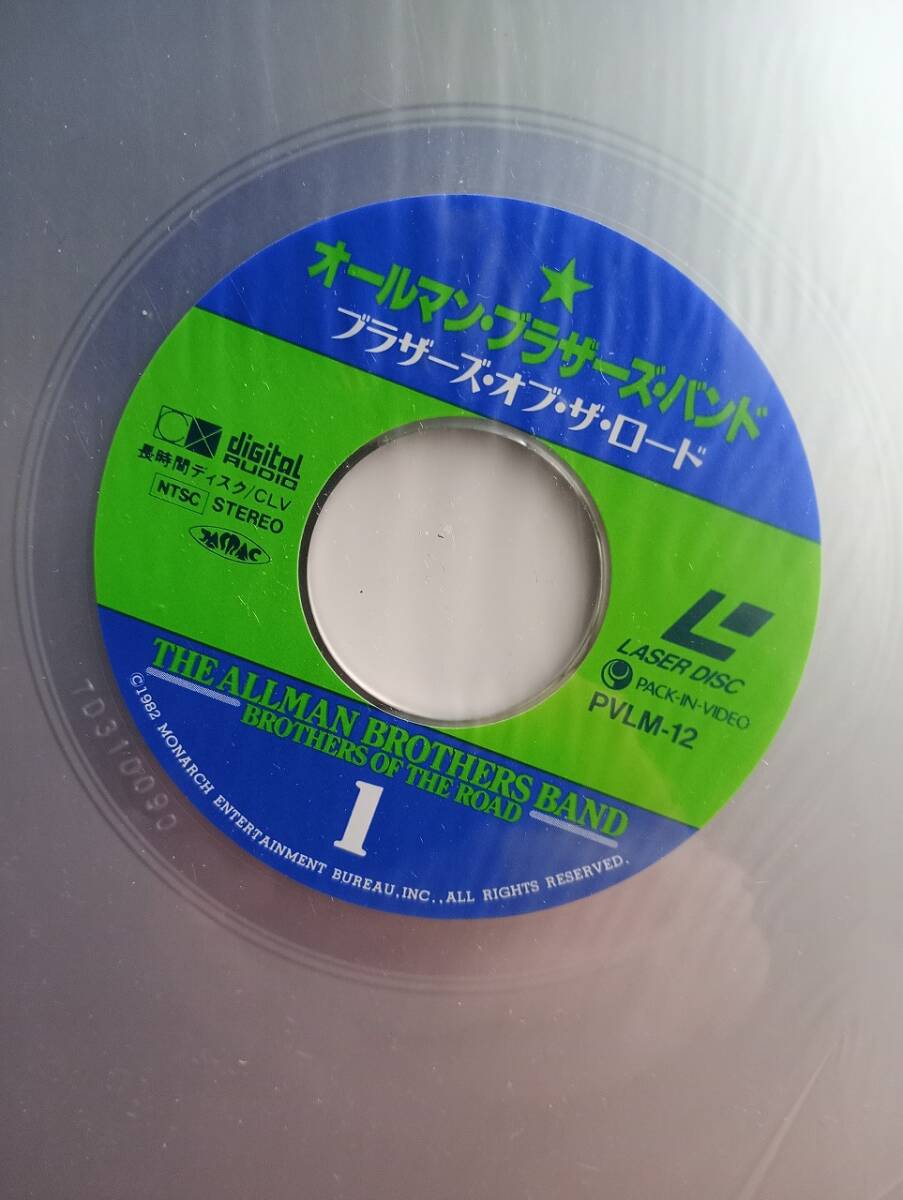 オールマン・ブラザーズ・バンド
ブラザーズ・オブ・ザ・ロード
digital
AUDIO
長時間ディスク/CLV
NTSC STEREO
JASRAC
LASER DISC
PACK-IN-VIDEO
PVLM-12
THE ALLMAN BROTHERS BAND
BROTHERS OF THE ROAD
1
©1982 MONARCH ENTERTAINMENT BUREAU,INC.,ALL RIGHTS RESERVED.
7D310090